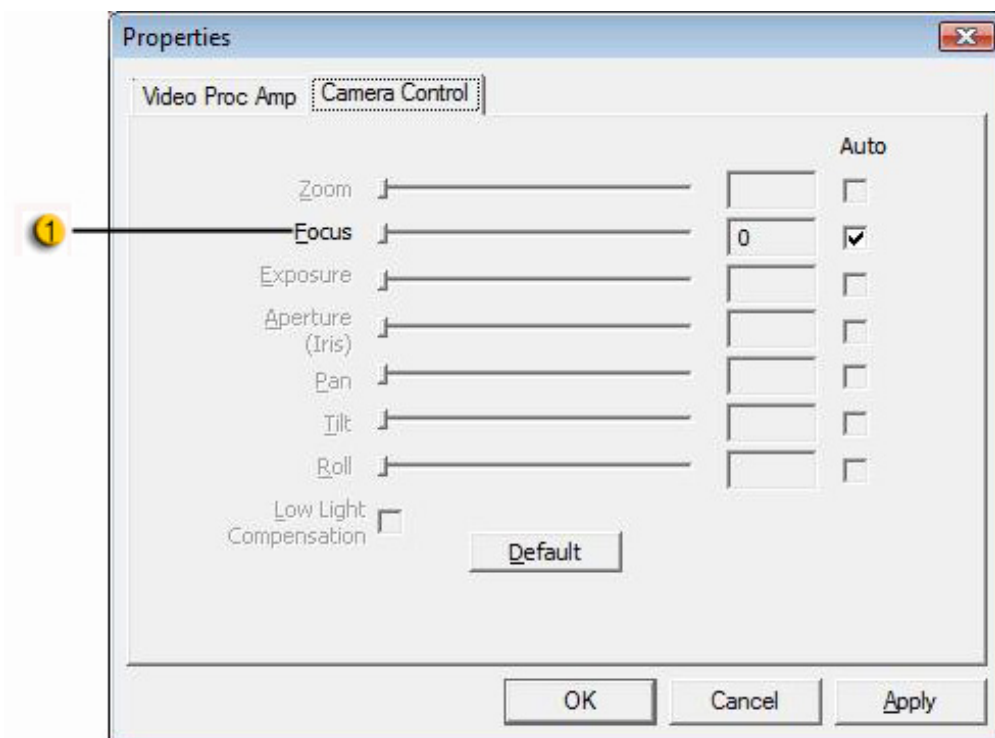 Properties
Video Proc Amp Camera Control
Auto
Zoom
1 Focus 0
Exposure
Aperture
(Iris)
Pan
Tilt
Roll
Low Light
Compensation
Default
OK Cancel Apply